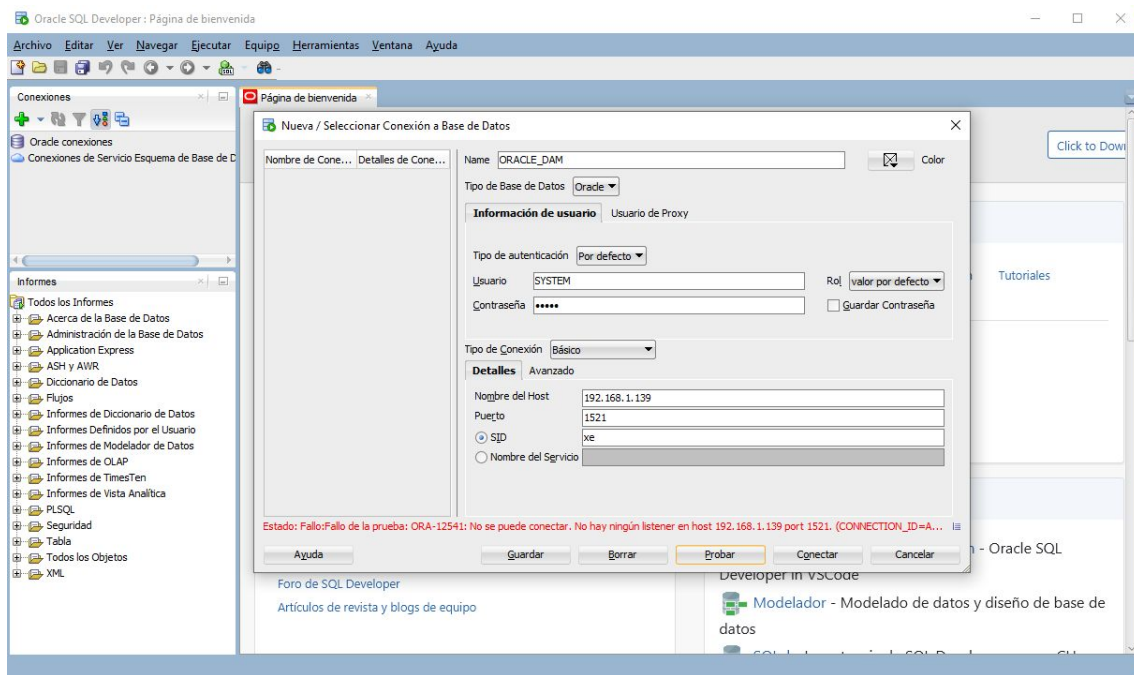 Oracle SQL Developer : Página de bienvenida
Archivo Editar Ver Navegar Ejecutar Equipo Herramientas Ventana Ayuda
Conexiones
Oracle conexiones
Conexiones de Servicio Esquema de Base de D
Informes
Todos los Informes
Acerca de la Base de Datos
Administración de la Base de Datos
Application Express
ASH y AWR
Diccionario de Datos
Flujos
Informes de Diccionario de Datos
Informes Definidos por el Usuario
Informes de Modelador de Datos
Informes de OLAP
Informes de TimesTen
Informes de Vista Analítica
PLSQL
Seguridad
Tabla
Todos los Objetos
XML
Página de bienvenida
Click to Down
Tutoriales
Nueva / Seleccionar Conexión a Base de Datos
Nombre de Cone... Detalles de Cone...
Name ORACLE_DAM Color
Tipo de Base de Datos Oracle
Información de usuario Usuario de Proxy
Tipo de autenticación Por defecto
Usuario SYSTEM Rol valor por defecto
Contraseña ••••• Guardar Contraseña
Tipo de Conexión Básico
Detalles Avanzado
Nombre del Host 192.168.1.139
Puerto 1521
SID xe
Nombre del Servicio
Estado: Fallo:Fallo de la prueba: ORA-12541: No se puede conectar. No hay ningún listener en host 192.168.1.139 port 1521. (CONNECTION_ID=A...
Ayuda Guardar Borrar Probar Conectar Cancelar
Foro de SQL Developer
Artículos de revista y blogs de equipo
- Oracle SQL
Developer in VSCode
Modelador - Modelado de datos y diseño de base de
datos